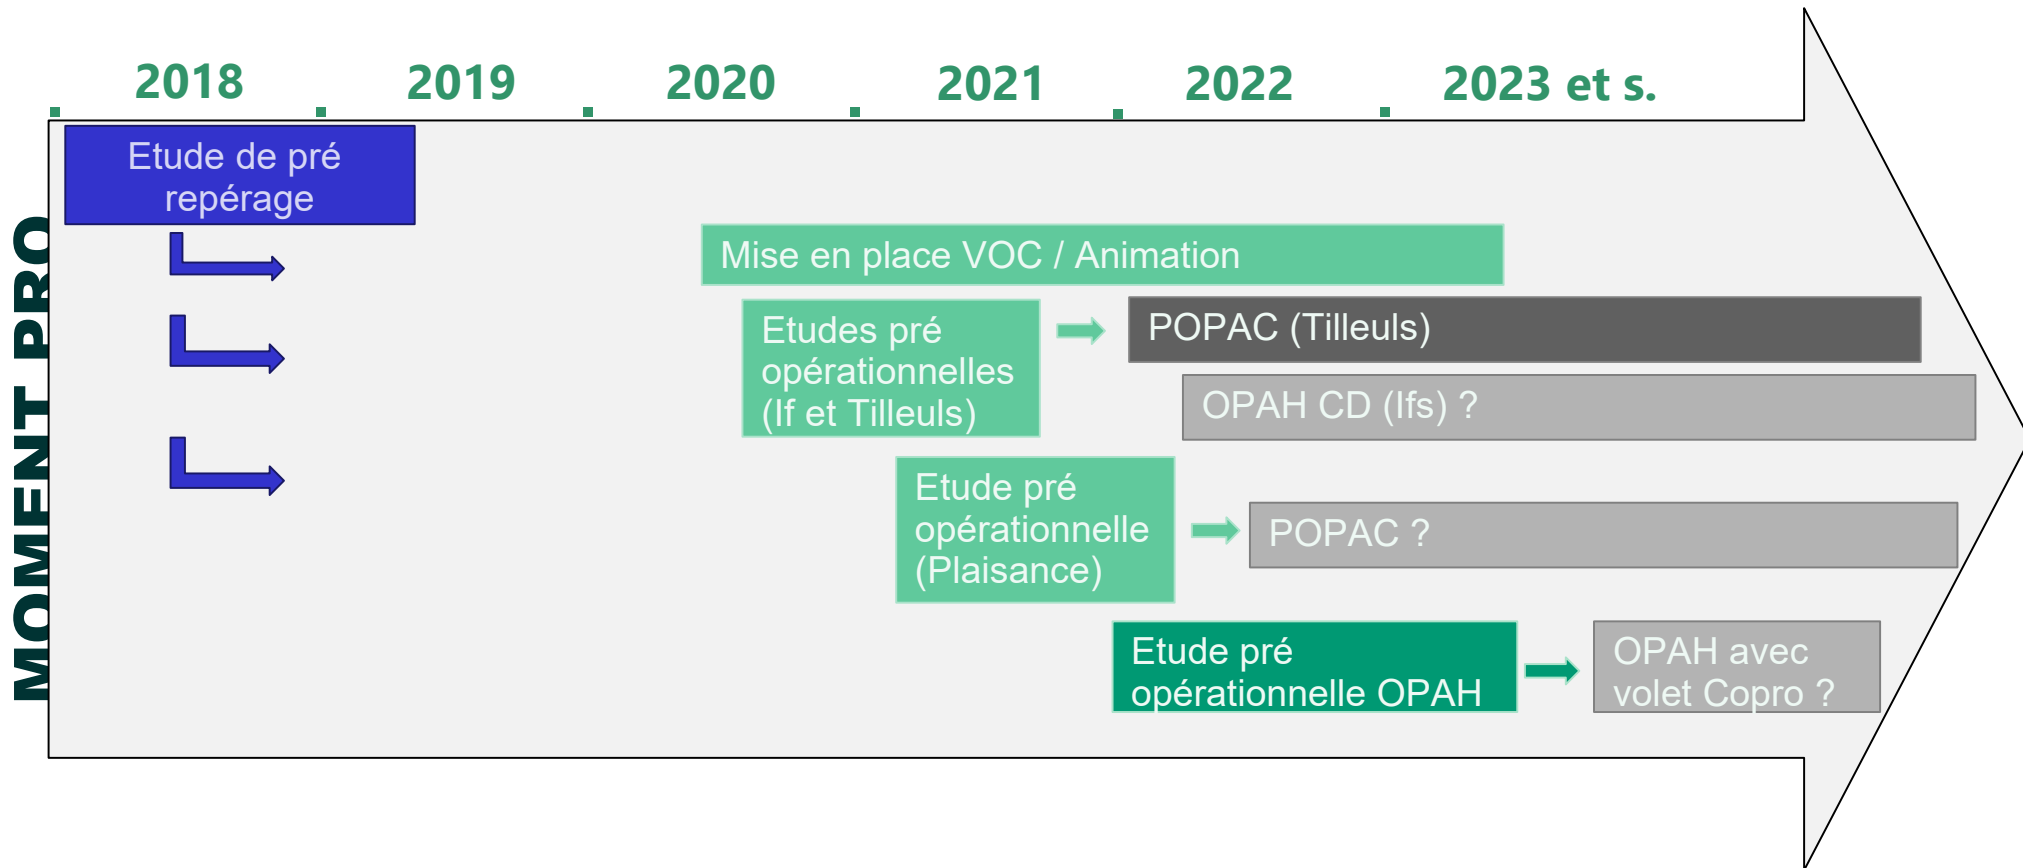 2018
2019
2020
2021
2022
2023 et s.
MOMENT PRO
Etude de pré
repérage
Mise en place VOC / Animation
Etudes pré
opérationnelles
(If et Tilleuls)
POPAC (Tilleuls)
OPAH CD (Ifs) ?
Etude pré
opérationnelle
(Plaisance)
POPAC ?
Etude pré
opérationnelle OPAH
OPAH avec
volet Copro ?